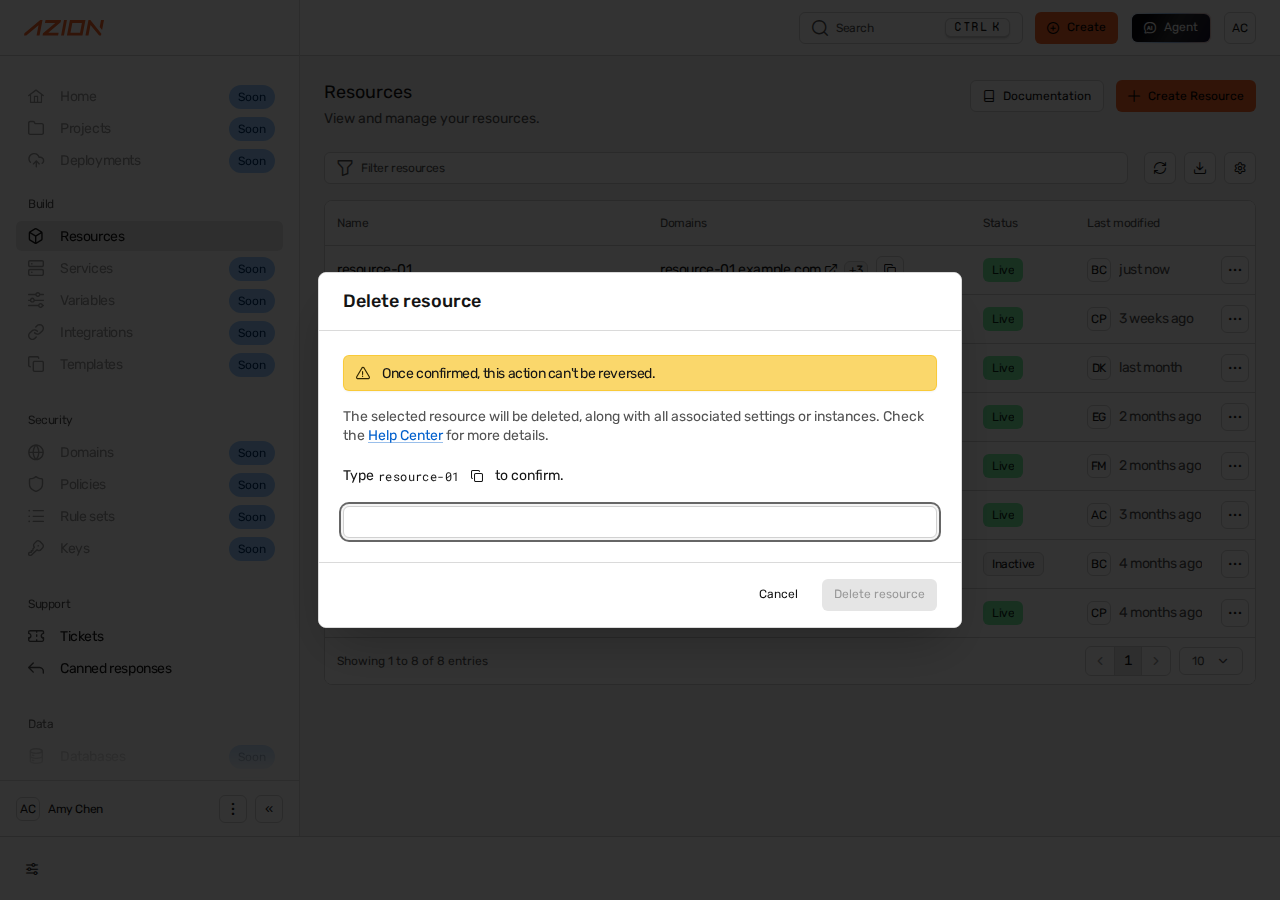 AZION
Search
CTRL K
Create
Agent
AC
Home
Soon
Projects
Soon
Deployments
Soon
Build
Resources
Services
Soon
Variables
Soon
Integrations
Soon
Templates
Soon
Security
Domains
Soon
Policies
Soon
Rule sets
Soon
Keys
Soon
Support
Tickets
Canned responses
Data
Databases
Soon
AC
Amy Chen
Resources
View and manage your resources.
Documentation
Create Resource
Filter resources
Name Domains Status Last modified
resource-01 resource-01.example.com +3 Live BC just now
Live CP 3 weeks ago
Live DK last month
Live EG 2 months ago
Live FM 2 months ago
Live AC 3 months ago
Inactive BC 4 months ago
Live CP 4 months ago
Showing 1 to 8 of 8 entries
1
10
Delete resource
Once confirmed, this action can't be reversed.
The selected resource will be deleted, along with all associated settings or instances. Check
the Help Center for more details.
Type resource-01 to confirm.
Cancel
Delete resource